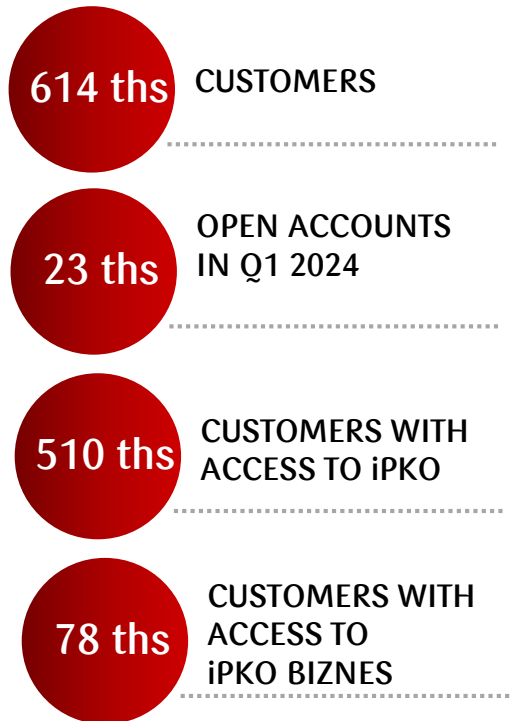 614 ths
CUSTOMERS
23 ths
OPEN ACCOUNTS
IN Q1 2024
510 ths
CUSTOMERS WITH
ACCESS TO iPKO
78 ths
CUSTOMERS WITH
ACCESS TO
iPKO BIZNES